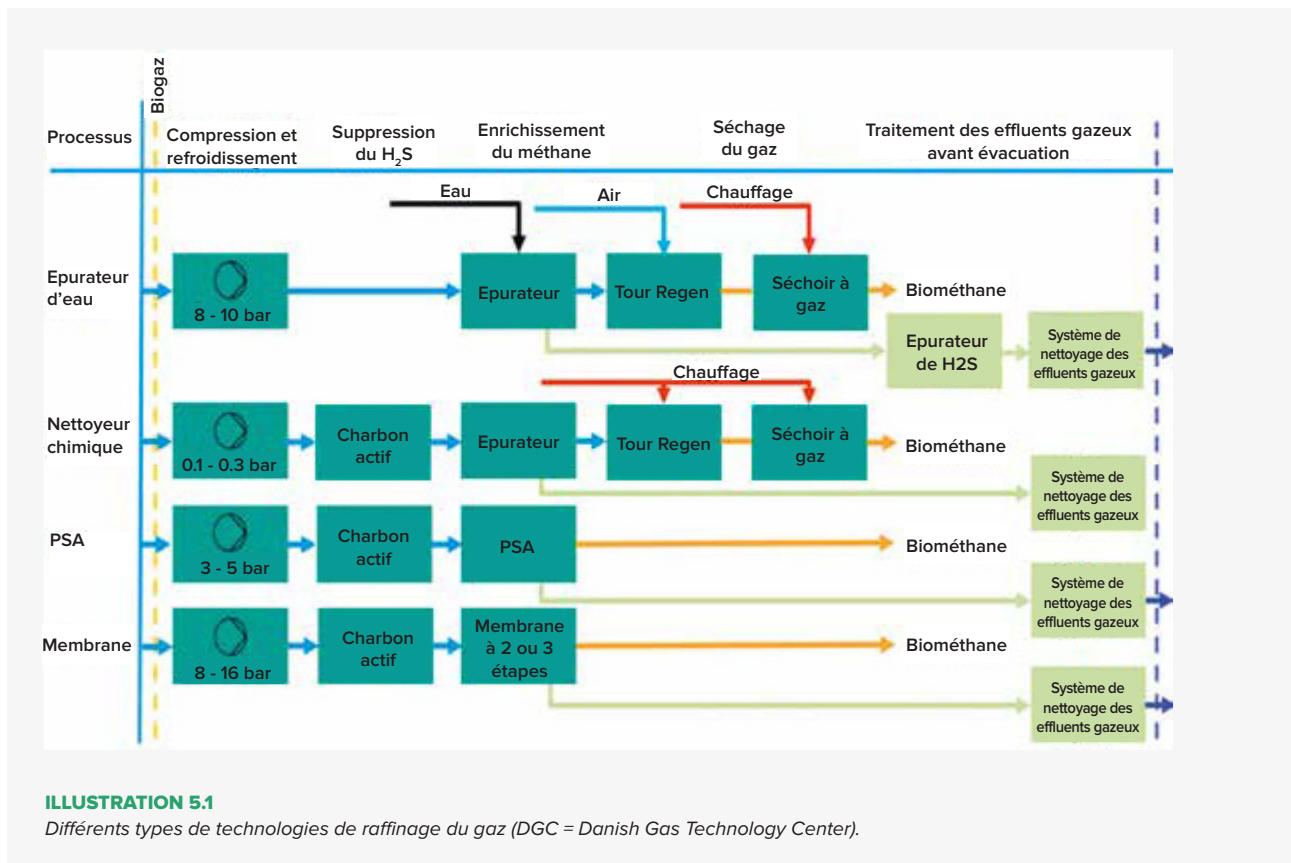 Biogaz
Processus
Compression et
refroidissement
Suppression
du H₂S
Enrichissement
du méthane
Séchage
du gaz
Traitement des effluents gazeux
avant évacuation
Eau
Air
Chauffage
Epurateur
d'eau
8 - 10 bar
Epurateur
Tour Regen
Séchoir à
gaz
Biométhane
Epurateur
de H2S
Système de
nettoyage des
effluents gazeux
Chauffage
Nettoyeur
chimique
0.1 - 0.3 bar
Charbon
actif
Epurateur
Tour Regen
Séchoir à
gaz
Biométhane
Système de
nettoyage des
effluents gazeux
PSA
3 - 5 bar
Charbon
actif
PSA
Biométhane
Système de
nettoyage des
effluents gazeux
Membrane
8 - 16 bar
Charbon
actif
Membrane
à 2 ou 3
étapes
Biométhane
Système de
nettoyage des
effluents gazeux
ILLUSTRATION 5.1
Différents types de technologies de raffinage du gaz (DGC = Danish Gas Technology Center).